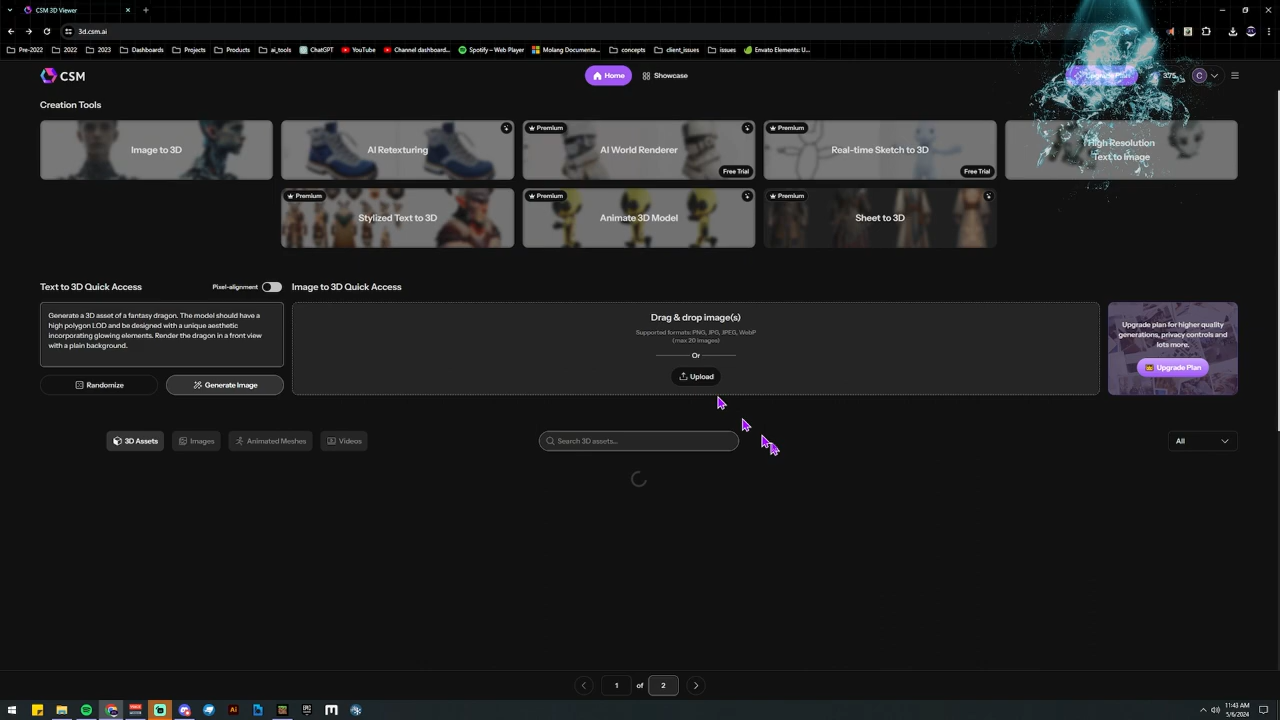 CSM 3D Viewer
3d.csm.ai
Pre-2022
2022
2023
Dashboards
Projects
Products
ai_tools
ChatGPT
YouTube
Channel dashboard...
Spotify – Web Player
Molang Documenta...
concepts
client_issues
issues
Envato Elements: U...
CSM
Home
Showcase
Upgrade Plan
375
C
Creation Tools
Image to 3D
AI Retexturing
Premium
AI World Renderer
Free Trial
Premium
Real-time Sketch to 3D
Free Trial
High Resolution
Text to Image
Premium
Stylized Text to 3D
Premium
Animate 3D Model
Premium
Sheet to 3D
Text to 3D Quick Access
Pixel-alignment
Image to 3D Quick Access
Generate a 3D asset of a fantasy dragon. The model should have a
high polygon LOD and be designed with a unique aesthetic
incorporating glowing elements. Render the dragon in a front view
with a plain background.
Randomize
Generate Image
Drag & drop image(s)
Supported formats: PNG, JPG, JPEG, WebP
(max 20 images)
Or
Upload
Upgrade plan for higher quality
generations, privacy controls and
lots more.
Upgrade Plan
3D Assets
Images
Animated Meshes
Videos
Search 3D assets...
All
1
of
2
11:43 AM
5/6/2024